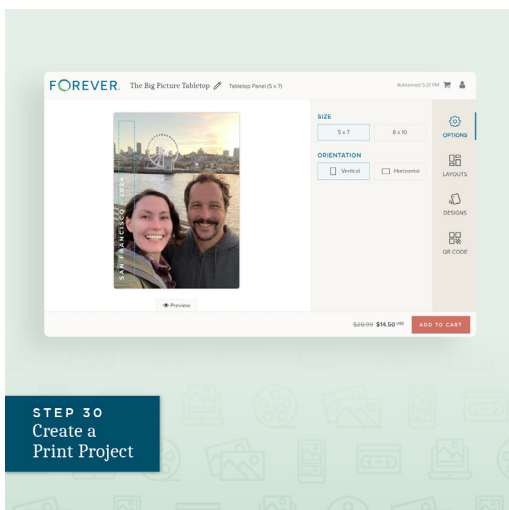 FOREVER.
The Big Picture Tabletop
Tabletop Panel (5 x 7)
Autosaved 5:21 PM
SAN FRANCISCO • 2024
Preview
SIZE
5 x 7
8 x 10
ORIENTATION
Vertical
Horizontal
OPTIONS
LAYOUTS
DESIGNS
QR CODE
$28.99 $14.50 USD
ADD TO CART
STEP 30
Create a
Print Project